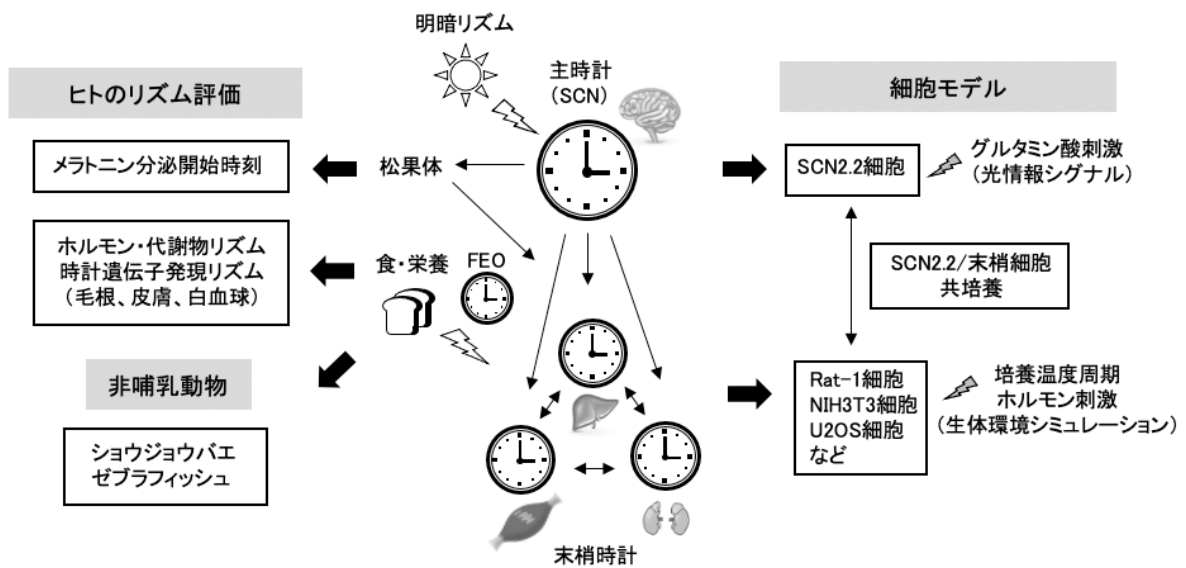 明暗リズム
ヒトのリズム評価
メラトニン分泌開始時刻
ホルモン・代謝物リズム
時計遺伝子発現リズム
(毛根、皮膚、白血球)
非哺乳動物
ショウジョウバエ
ゼブラフィッシュ
主時計
(SCN)
松果体
食・栄養
FEO
末梢時計
細胞モデル
SCN2.2細胞
グルタミン酸刺激
(光情報シグナル)
SCN2.2/末梢細胞
共培養
Rat-1細胞
NIH3T3細胞
U2OS細胞
など
培養温度周期
ホルモン刺激
(生体環境シミュレーション)